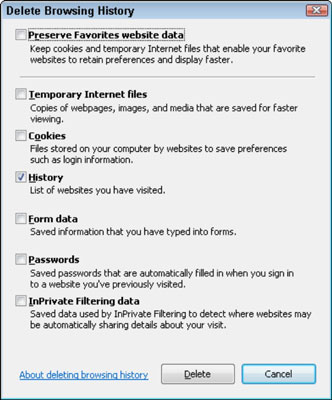 Delete Browsing History
Preserve Favorites website data
Keep cookies and temporary Internet files that enable your favorite
websites to retain preferences and display faster.
Temporary Internet files
Copies of webpages, images, and media that are saved for faster
viewing.
Cookies
Files stored on your computer by websites to save preferences
such as login information.
History
List of websites you have visited.
Form data
Saved information that you have typed into forms.
Passwords
Saved passwords that are automatically filled in when you sign in
to a website you've previously visited.
InPrivate Filtering data
Saved data used by InPrivate Filtering to detect where websites may
be automatically sharing details about your visit.
About deleting browsing history
Delete
Cancel